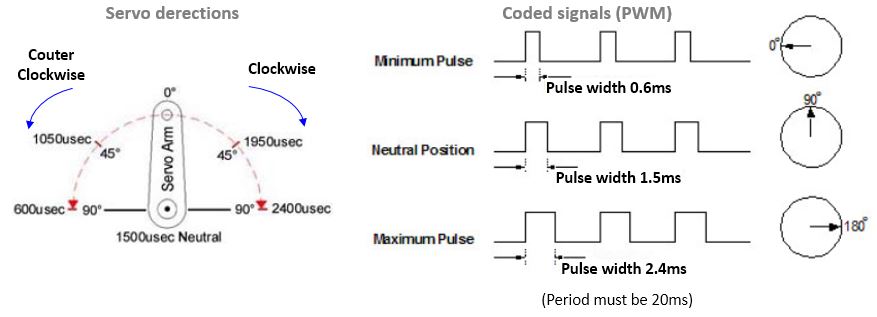 Servo derections
Couter
Clockwise
Clockwise
0°
1050usec
45°
45°
1950usec
Servo Arm
600usec
90°
90°
2400usec
1500usec Neutral
Coded signals (PWM)
Minimum Pulse
Pulse width 0.6ms
0°
Neutral Position
Pulse width 1.5ms
90°
Maximum Pulse
Pulse width 2.4ms
180°
(Period must be 20ms)